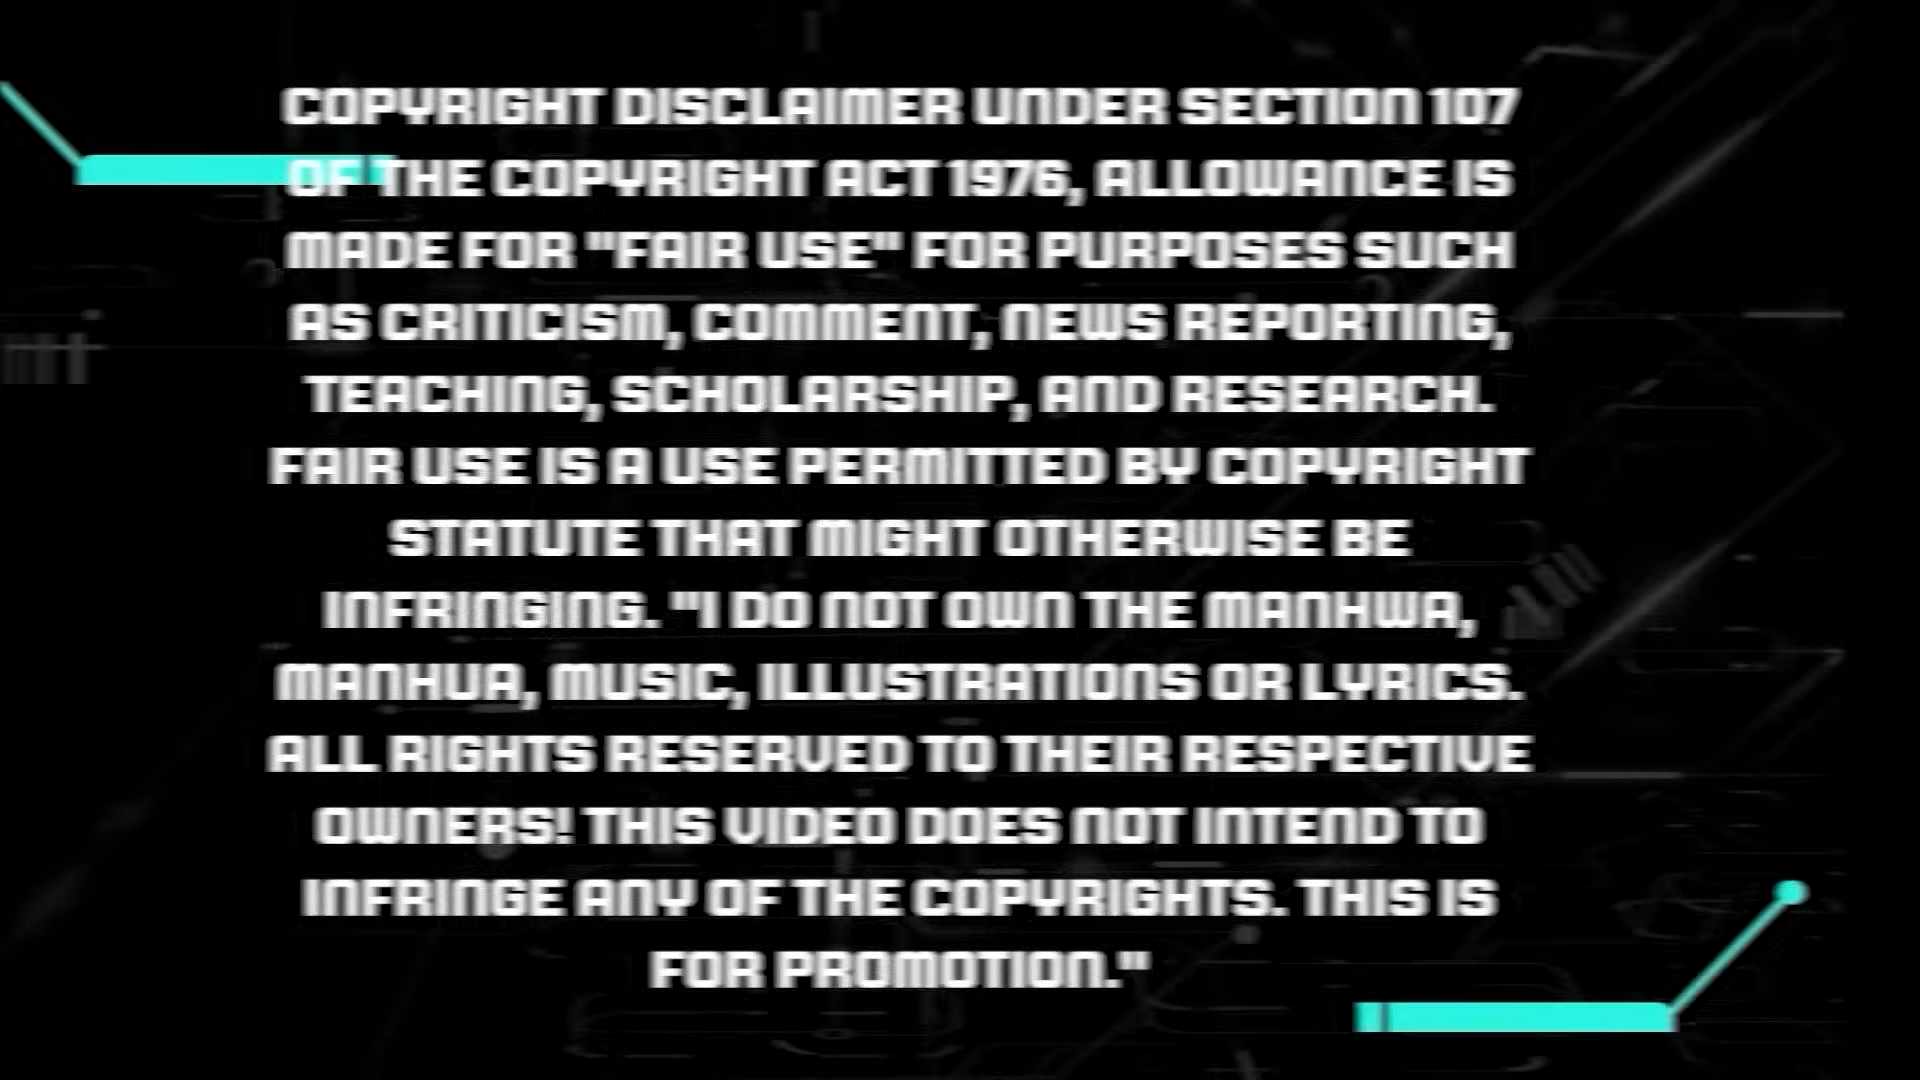 COPYRIGHT DISCLAIMER UNDER SECTION 107
OF THE COPYRIGHT ACT 1976, ALLOWANCE IS
MADE FOR "FAIR USE" FOR PURPOSES SUCH
AS CRITICISM, COMMENT, NEWS REPORTING,
TEACHING, SCHOLARSHIP, AND RESEARCH.
FAIR USE IS A USE PERMITTED BY COPYRIGHT
STATUTE THAT MIGHT OTHERWISE BE
INFRINGING. "I DO NOT OWN THE MANHWA,
MANHUA, MUSIC, ILLUSTRATIONS OR LYRICS.
ALL RIGHTS RESERVED TO THEIR RESPECTIVE
OWNERS! THIS VIDEO DOES NOT INTEND TO
INFRINGE ANY OF THE COPYRIGHTS. THIS IS
FOR PROMOTION."